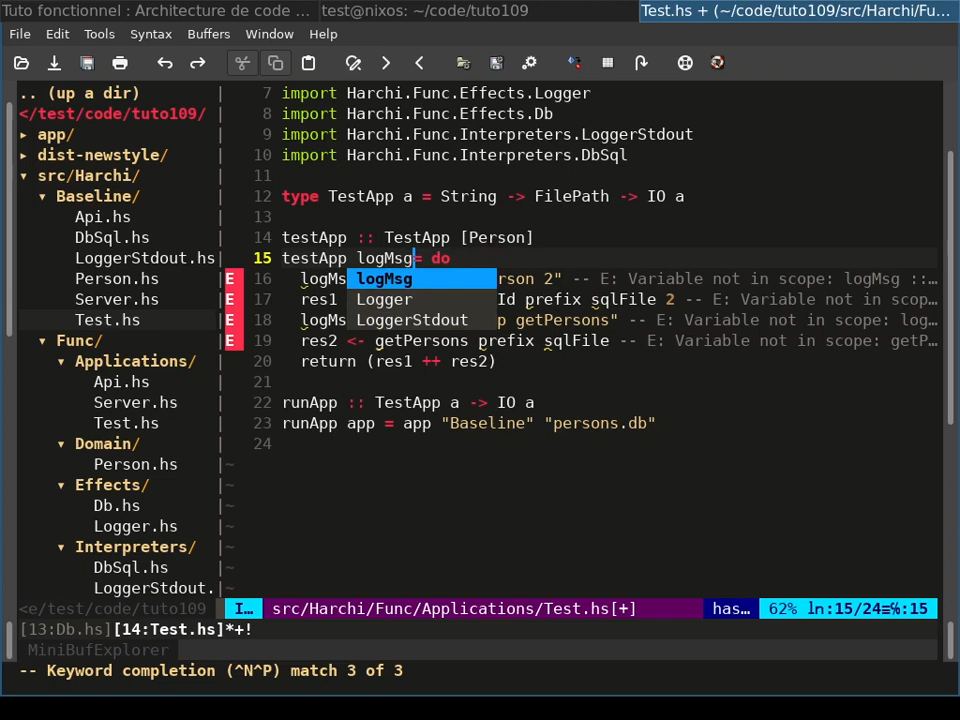 Tuto fonctionnel : Architecture de code ...
test@nixos: ~/code/tuto109
Test.hs + (~/code/tuto109/src/Harchi/Fu...
File Edit Tools Syntax Buffers Window Help
.. (up a dir)
</test/code/tuto109/
▸ app/
▸ dist-newstyle/
▾ src/Harchi/
▾ Baseline/
Api.hs
DbSql.hs
LoggerStdout.hs
Person.hs
Server.hs
Test.hs
▾ Func/
▾ Applications/
Api.hs
Server.hs
Test.hs
▾ Domain/
Person.hs
▾ Effects/
Db.hs
Logger.hs
▾ Interpreters/
DbSql.hs
LoggerStdout.
<e/test/code/tuto109
7 import Harchi.Func.Effects.Logger
8 import Harchi.Func.Effects.Db
9 import Harchi.Func.Interpreters.LoggerStdout
10 import Harchi.Func.Interpreters.DbSql
11
12 type TestApp a = String -> FilePath -> IO a
13
14 testApp :: TestApp [Person]
15 testApp logMsg= do
E 16 logMs rson 2" -- E: Variable not in scope: logMsg ::…
E 17 res1 Id prefix sqlFile 2 -- E: Variable not in scop…
E 18 logMs p getPersons" -- E: Variable not in scope: log…
E 19 res2 <- getPersons prefix sqlFile -- E: Variable not in scope: getP…
20 return (res1 ++ res2)
21
22 runApp :: TestApp a -> IO a
23 runApp app = app "Baseline" "persons.db"
24
logMsg
Logger
LoggerStdout
~
~
~
~
~
~
~
I… src/Harchi/Func/Applications/Test.hs[+] has… 62% ln:15/24≡℅:15
[13:Db.hs][14:Test.hs]*+!
MiniBufExplorer
-- Keyword completion (^N^P) match 3 of 3